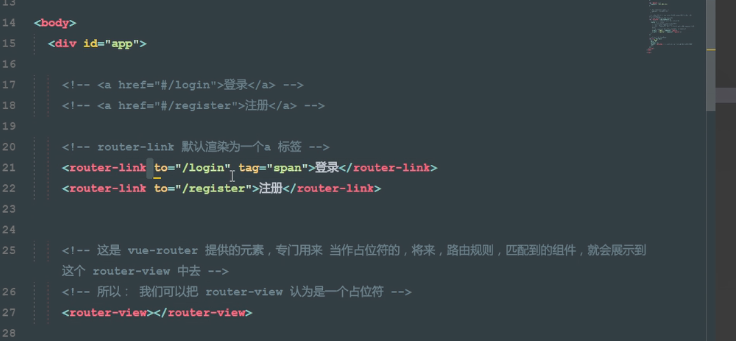 13
14 <body>
15 <div id="app">
16
17 <!-- <a href="#/login">登录</a> -->
18 <!-- <a href="#/register">注册</a> -->
19
20 <!-- router-link 默认渲染为一个a 标签 -->
21 <router-link to="/login" tag="span">登录</router-link>
22 <router-link to="/register">注册</router-link>
23
24
25 <!-- 这是 vue-router 提供的元素，专门用来 当作占位符的，将来，路由规则，匹配到的组件，就会展示到
这个 router-view 中去 -->
26 <!-- 所以： 我们可以把 router-view 认为是一个占位符 -->
27 <router-view></router-view>
28